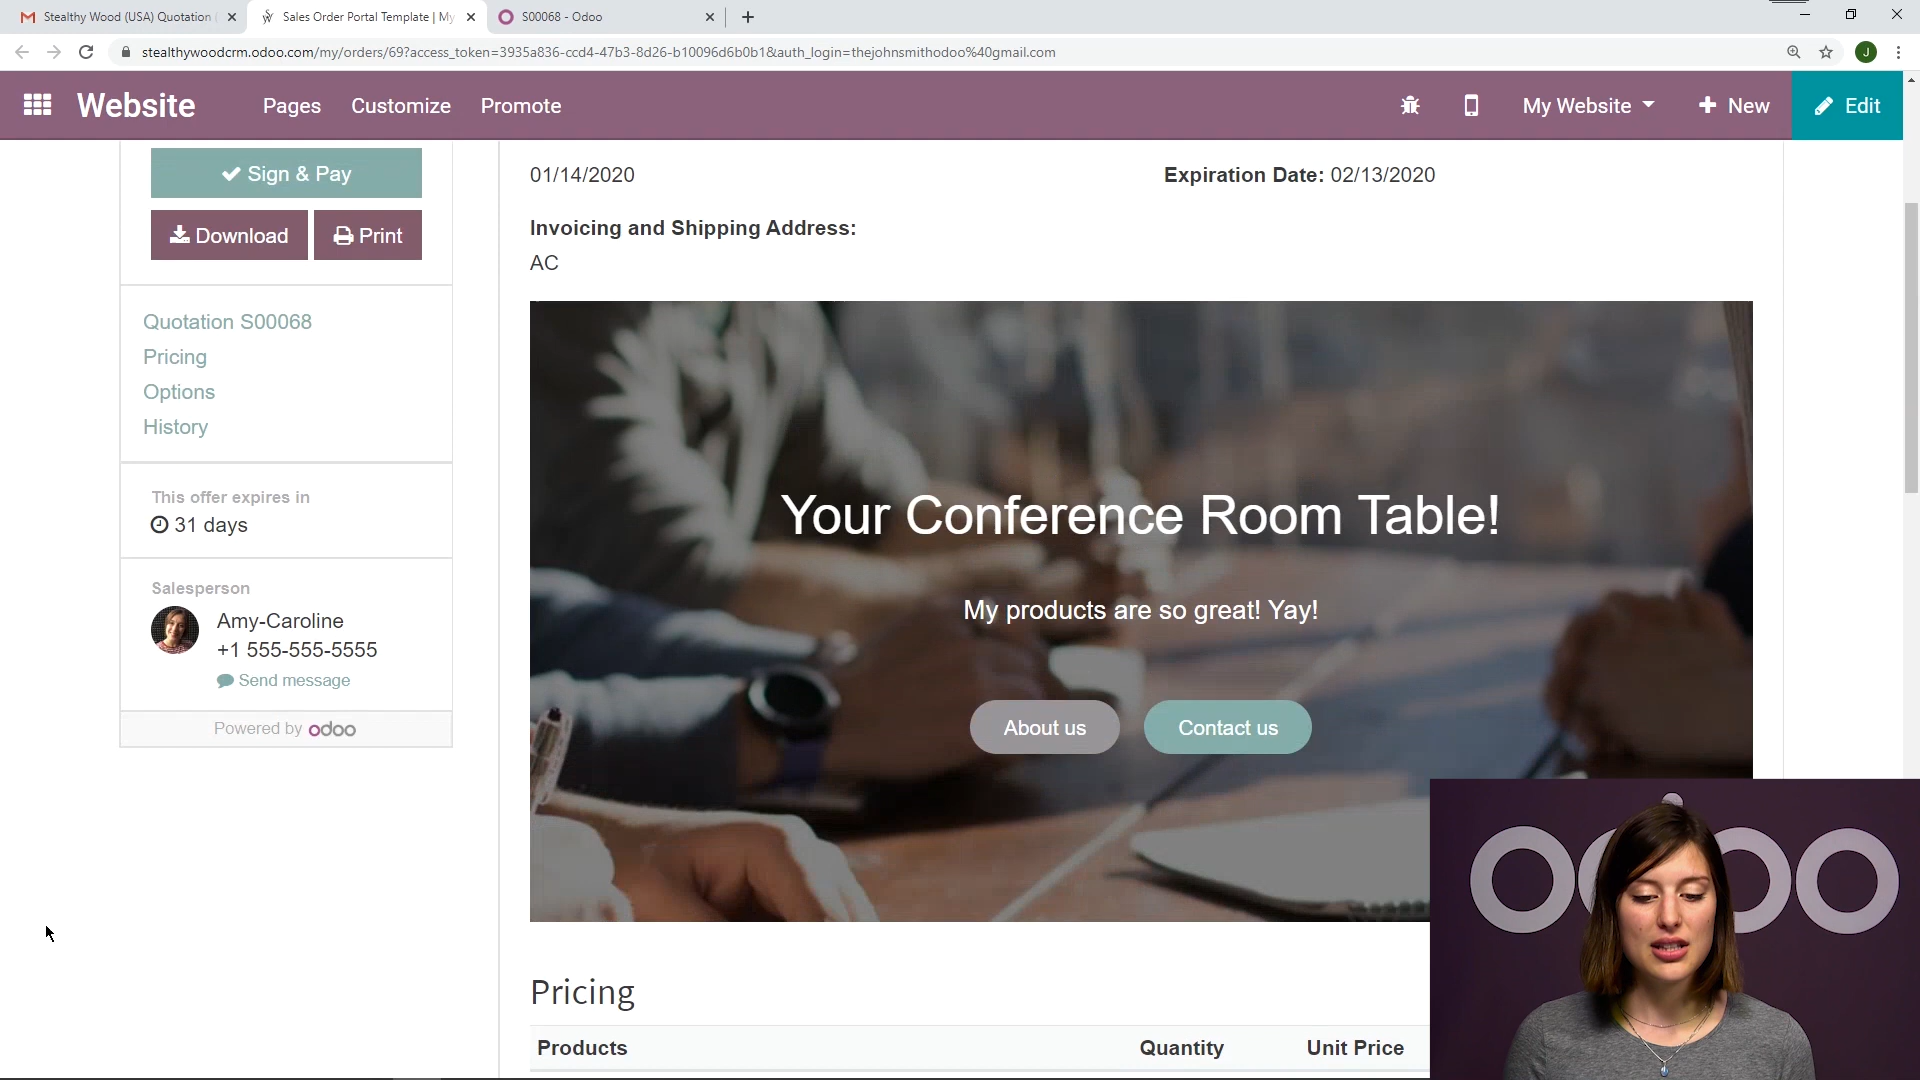 Stealthy Wood (USA) Quotation
Sales Order Portal Template | My
S00068 - Odoo
stealthywoodcrm.odoo.com/my/orders/69?access_token=3935a836-ccd4-47b3-8d26-b10096d6b0b1&auth_login=thejohnsmithodoo%40gmail.com
J
Website
Pages
Customize
Promote
My Website
New
Edit
Sign & Pay
Download
Print
Quotation S00068
Pricing
Options
History
This offer expires in
31 days
Salesperson
Amy-Caroline
+1 555-555-5555
Send message
Powered by odoo
01/14/2020
Expiration Date: 02/13/2020
Invoicing and Shipping Address:
AC
Your Conference Room Table!
My products are so great! Yay!
About us
Contact us
Pricing
Products
Quantity
Unit Price
odoo